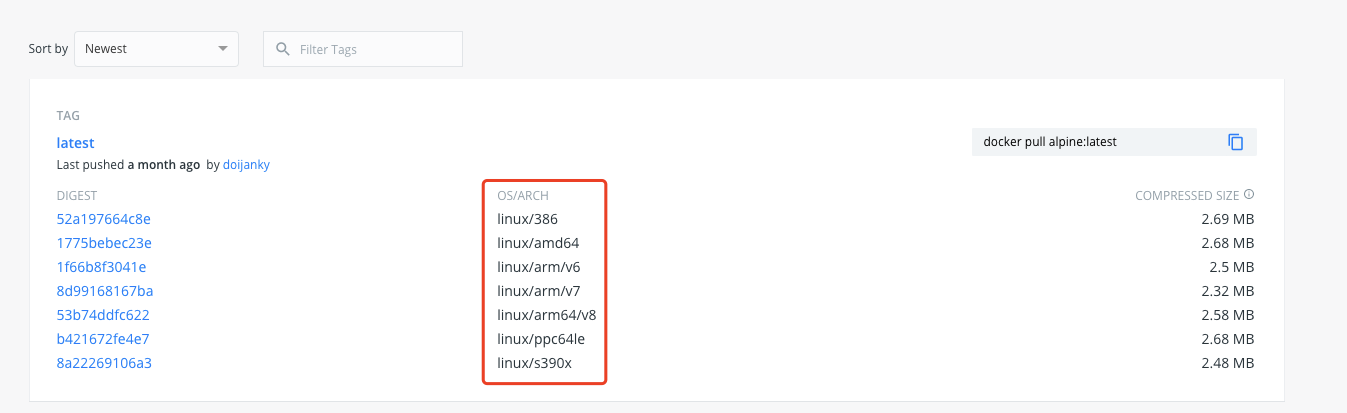 Sort by Newest Filter Tags
TAG
latest
docker pull alpine:latest
Last pushed a month ago by doijanky
DIGEST OS/ARCH COMPRESSED SIZE
52a197664c8e linux/386 2.69 MB
1775bebec23e linux/amd64 2.68 MB
1f66b8f3041e linux/arm/v6 2.5 MB
8d99168167ba linux/arm/v7 2.32 MB
53b74ddfc622 linux/arm64/v8 2.58 MB
b421672fe4e7 linux/ppc64le 2.68 MB
8a22269106a3 linux/s390x 2.48 MB